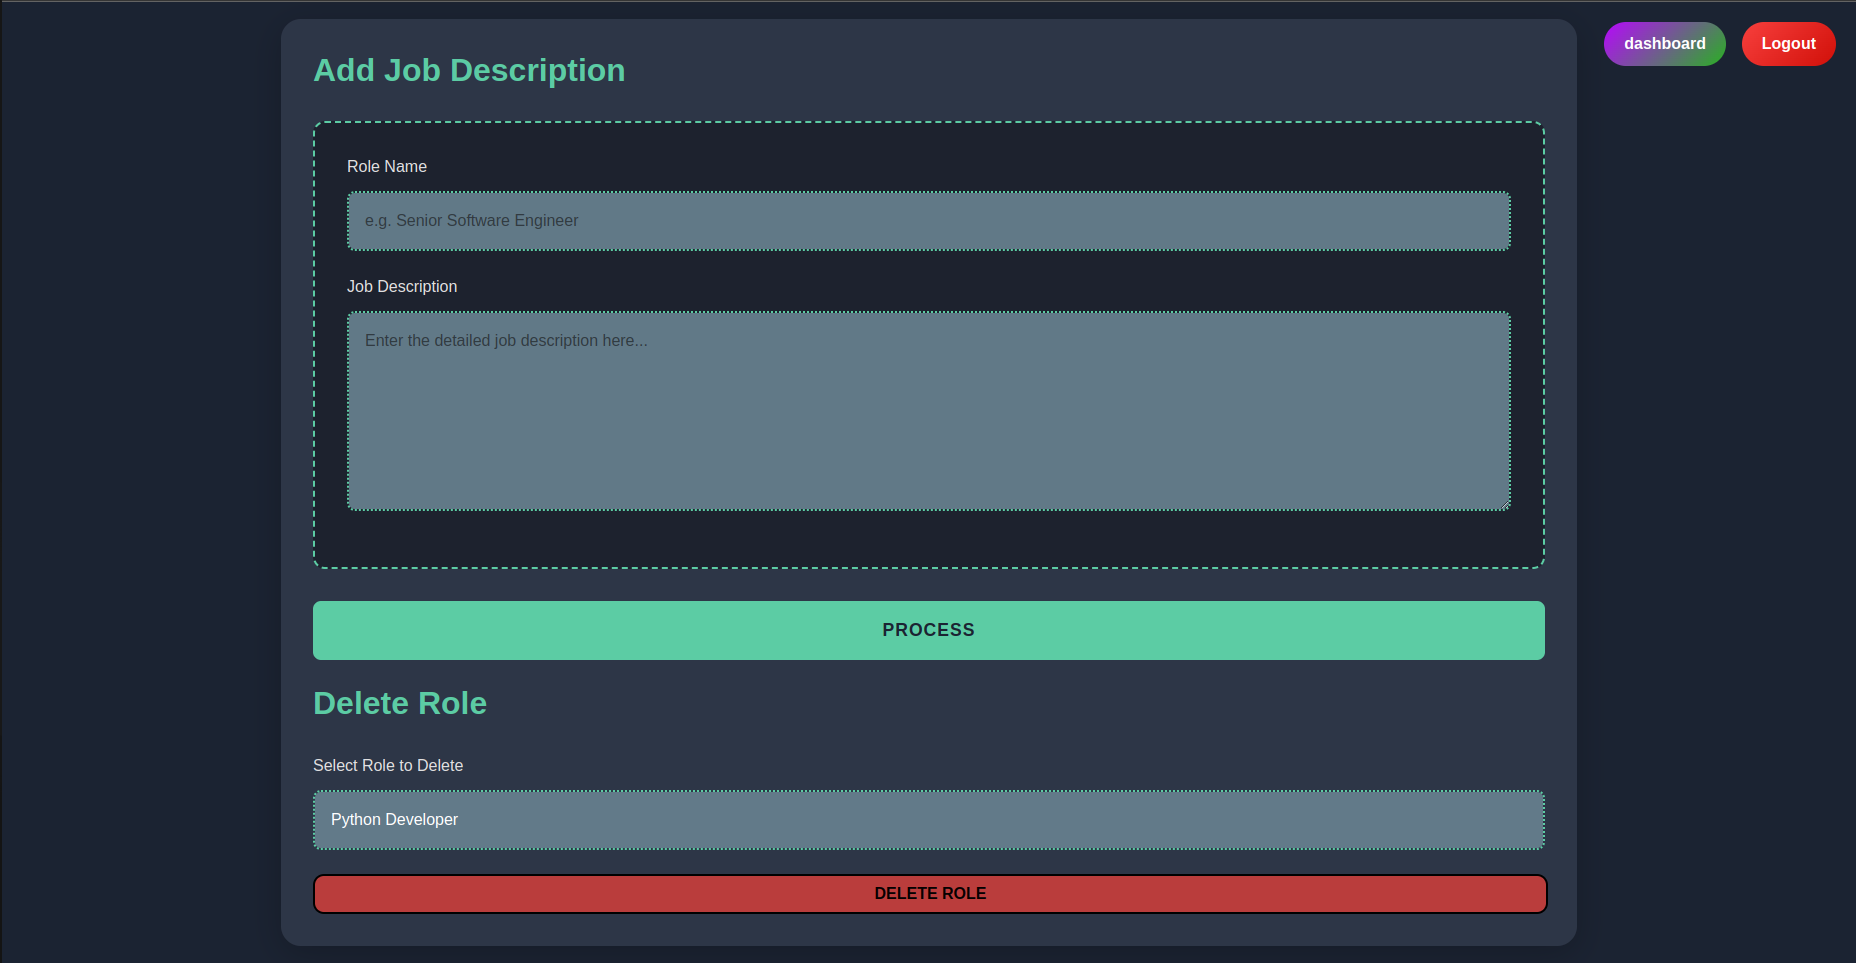 dashboard
Logout
Add Job Description
Role Name
e.g. Senior Software Engineer
Job Description
Enter the detailed job description here...
PROCESS
Delete Role
Select Role to Delete
Python Developer
DELETE ROLE